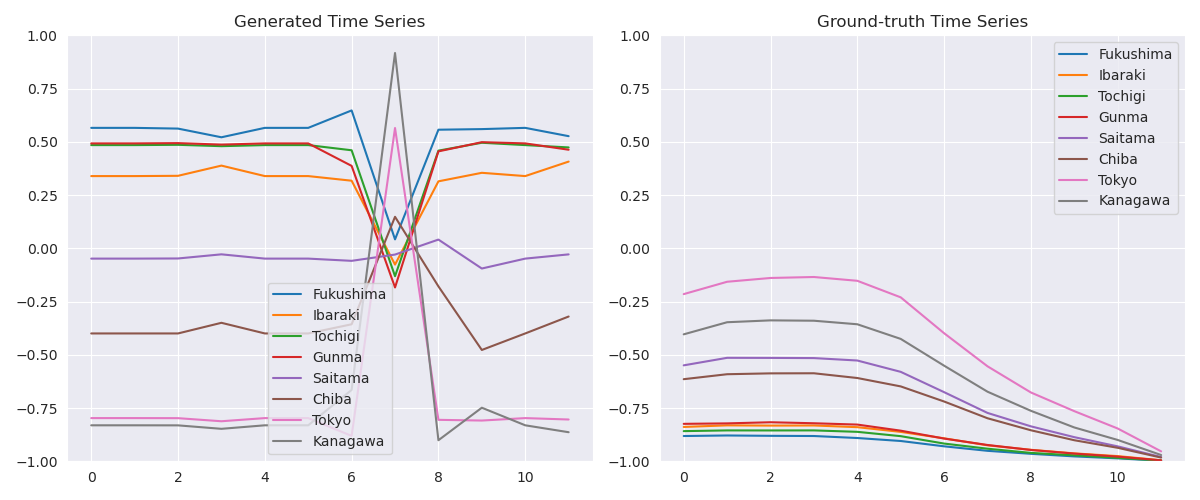 Generated Time Series
1.00
0.75
0.50
0.25
0.00
−0.25
−0.50
−0.75
−1.00
0 2 4 6 8 10
Fukushima
Ibaraki
Tochigi
Gunma
Saitama
Chiba
Tokyo
Kanagawa
Ground-truth Time Series
1.00
0.75
0.50
0.25
0.00
−0.25
−0.50
−0.75
−1.00
0 2 4 6 8 10
Fukushima
Ibaraki
Tochigi
Gunma
Saitama
Chiba
Tokyo
Kanagawa